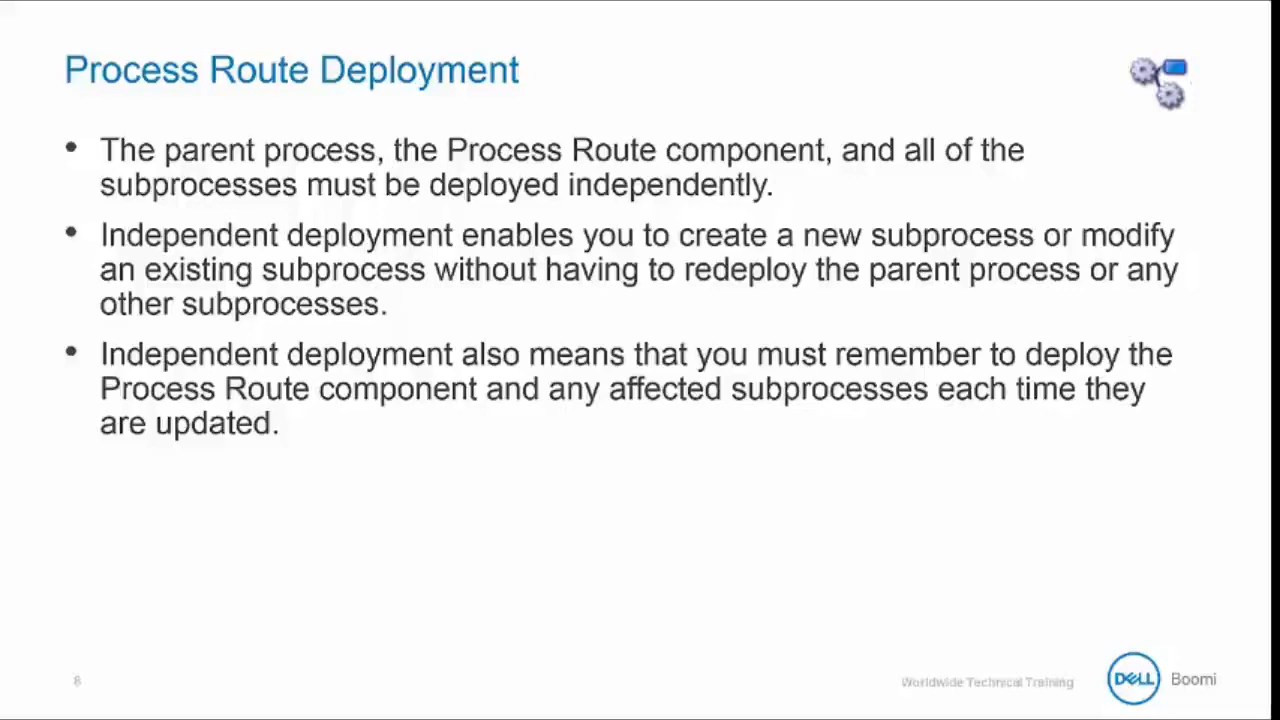 Process Route Deployment
• The parent process, the Process Route component, and all of the
subprocesses must be deployed independently.
• Independent deployment enables you to create a new subprocess or modify
an existing subprocess without having to redeploy the parent process or any
other subprocesses.
• Independent deployment also means that you must remember to deploy the
Process Route component and any affected subprocesses each time they
are updated.
8
Worldwide Technical Training
DELL
Boomi